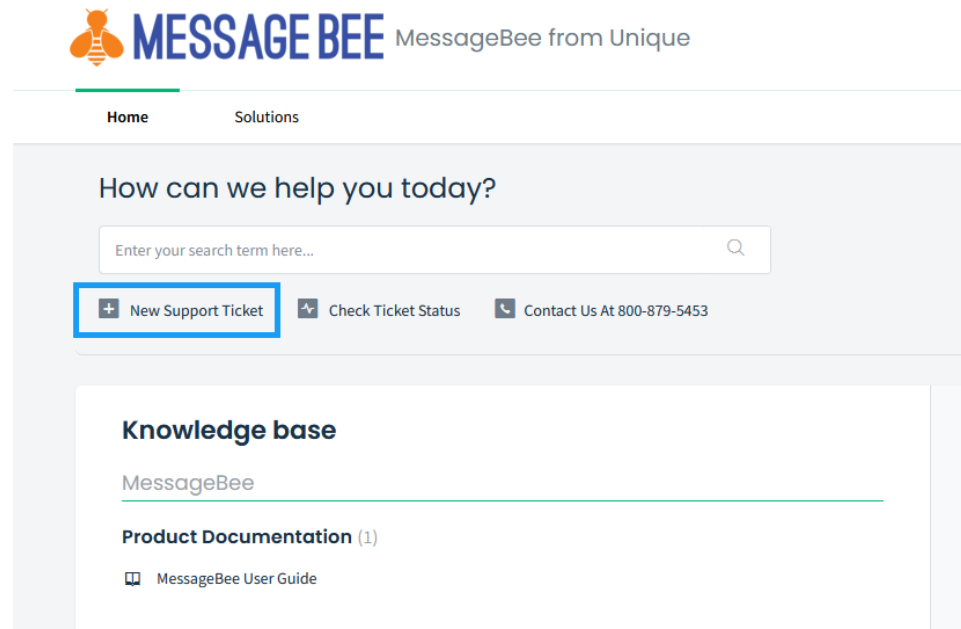 MESSAGE BEE MessageBee from Unique
Home Solutions
How can we help you today?
Enter your search term here...
New Support Ticket Check Ticket Status Contact Us At 800-879-5453
Knowledge base
MessageBee
Product Documentation (1)
MessageBee User Guide